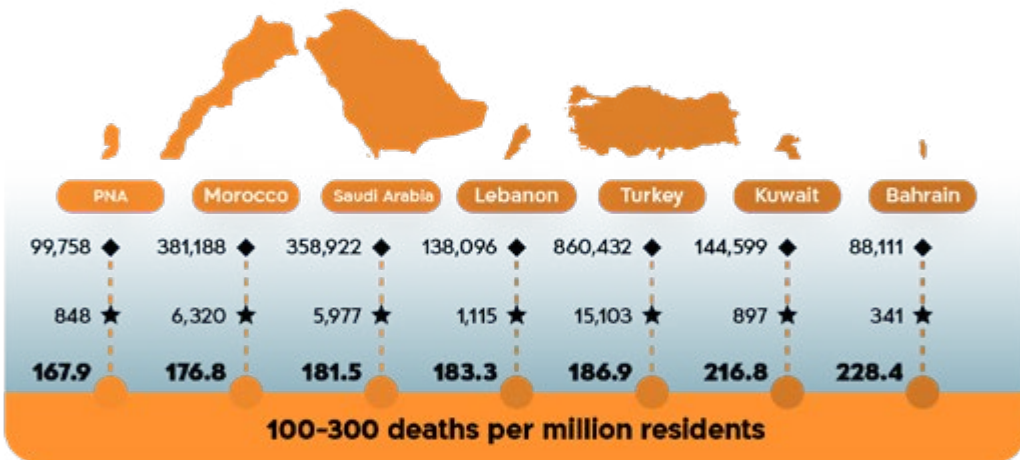 PNA Morocco Saudi Arabia Lebanon Turkey Kuwait Bahrain
99,758 381,188 358,922 138,096 860,432 144,599 88,111
848 6,320 5,977 1,115 15,103 897 341
167.9 176.8 181.5 183.3 186.9 216.8 228.4
100-300 deaths per million residents